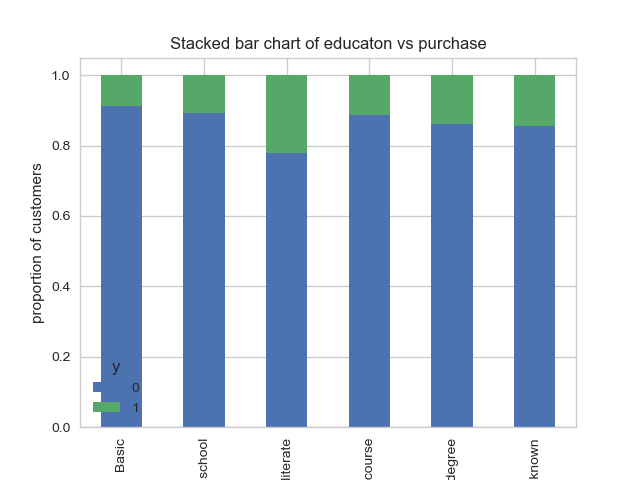 Stacked bar chart of educaton vs purchase
proportion of customers
1.0
0.8
0.6
0.4
0.2
0.0
y
0
1
Basic
school
literate
course
degree
known